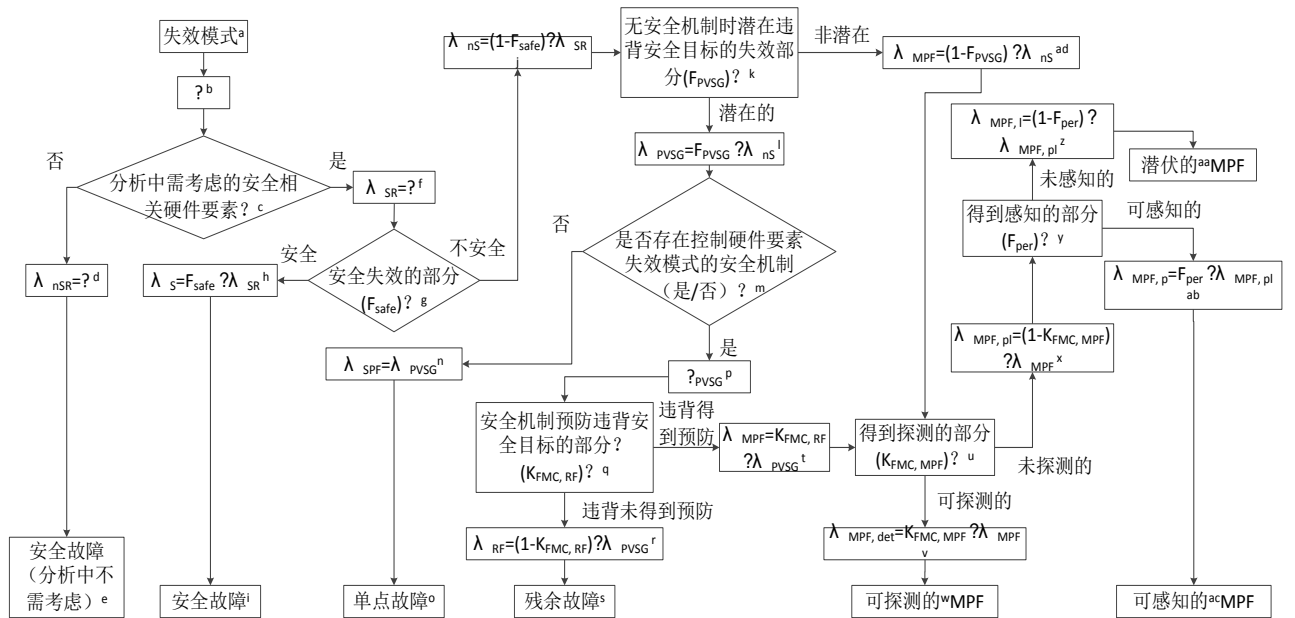 失效模式a
?b
否
是
分析中需考虑的安全相
关硬件要素？c
λ SR=?f
λ nSR=?d
安全故障
（分析中不
需考虑）e
安全
不安全
安全失效的部分
(Fsafe)？g
λ S=Fsafe ?λ SR h
安全故障i
λ nS=(1-Fsafe)?λ SR
j
无安全机制时潜在违
背安全目标的失效部
分(FPVSG)？k
非潜在
λ MPF=(1-FPVSG) ?λ nS ad
潜在的
λ PVSG=FPVSG ?λ nS l
否
是否存在控制硬件要素
失效模式的安全机制
（是/否）？m
是
λ SPF=λ PVSG n
单点故障o
?PVSG p
安全机制预防违背安
全目标的部分？
(KFMC, RF)？q
违背得
到预防
λ MPF=KFMC, RF
?λ PVSG t
违背未得到预防
λ RF=(1-KFMC, RF)?λ PVSG r
残余故障s
得到探测的部分
(KFMC, MPF)？u
未探测的
可探测的
λ MPF, det=KFMC, MPF ?λ MPF
v
可探测的wMPF
λ MPF, pl=(1-KFMC, MPF)
?λ MPF x
得到感知的部分
(Fper)？y
未感知的
可感知的
λ MPF, l=(1-Fper) ?
λ MPF, pl z
潜伏的aaMPF
λ MPF, p=Fper ?λ MPF, pl
ab
可感知的acMPF